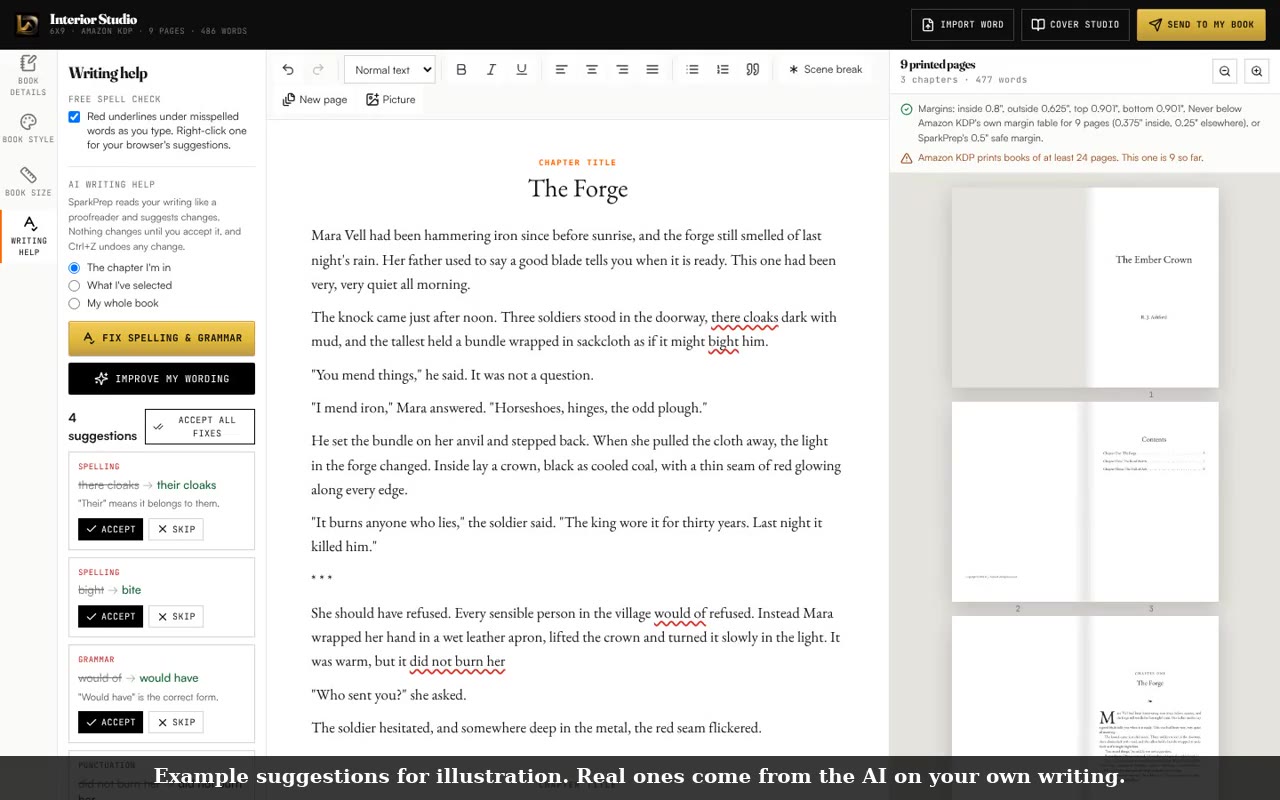 Interior Studio
6X9 · AMAZON KDP · 9 PAGES · 486 WORDS
IMPORT WORD
COVER STUDIO
SEND TO MY BOOK
BOOK
DETAILS
BOOK STYLE
BOOK SIZE
WRITING
HELP
Writing help
FREE SPELL CHECK
Red underlines under misspelled
words as you type. Right-click one
for your browser's suggestions.
AI WRITING HELP
SparkPrep reads your writing like a
proofreader and suggests changes.
Nothing changes until you accept it, and
Ctrl+Z undoes any change.
The chapter I'm in
What I've selected
My whole book
FIX SPELLING & GRAMMAR
IMPROVE MY WORDING
4
suggestions
ACCEPT ALL
FIXES
SPELLING
there cloaks → their cloaks
"Their" means it belongs to them.
ACCEPT
SKIP
SPELLING
bight → bite
ACCEPT
SKIP
GRAMMAR
would of → would have
"Would have" is the correct form.
ACCEPT
SKIP
PUNCTUATION
did not burn her → did not burn
her.
Normal text
B I U
Scene break
New page
Picture
CHAPTER TITLE
The Forge
Mara Vell had been hammering iron since before sunrise, and the forge still smelled of last
night's rain. Her father used to say a good blade tells you when it is ready. This one had been
very, very quiet all morning.
The knock came just after noon. Three soldiers stood in the doorway, there cloaks dark with
mud, and the tallest held a bundle wrapped in sackcloth as if it might bight him.
"You mend things," he said. It was not a question.
"I mend iron," Mara answered. "Horseshoes, hinges, the odd plough."
He set the bundle on her anvil and stepped back. When she pulled the cloth away, the light
in the forge changed. Inside lay a crown, black as cooled coal, with a thin seam of red glowing
along every edge.
"It burns anyone who lies," the soldier said. "The king wore it for thirty years. Last night it
killed him."
* * *
She should have refused. Every sensible person in the village would of refused. Instead Mara
wrapped her hand in a wet leather apron, lifted the crown and turned it slowly in the light. It
was warm, but it did not burn her
"Who sent you?" she asked.
The soldier hesitated, and somewhere deep in the metal, the red seam flickered.
CHAPTER TITLE
9 printed pages
3 chapters · 477 words
Margins: inside 0.8", outside 0.625", top 0.901", bottom 0.901". Never below
Amazon KDP's own margin table for 9 pages (0.375" inside, 0.25" elsewhere), or
SparkPrep's 0.5" safe margin.
Amazon KDP prints books of at least 24 pages. This one is 9 so far.
The Ember Crown
1
Contents
2
3
CHAPTER ONE
The Forge
Example suggestions for illustration. Real ones come from the AI on your own writing.